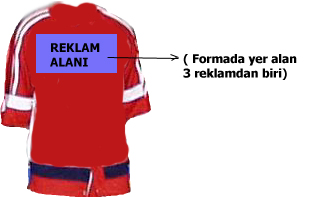 REKLAM
ALANI
( Formada yer alan
3 reklamdan biri)